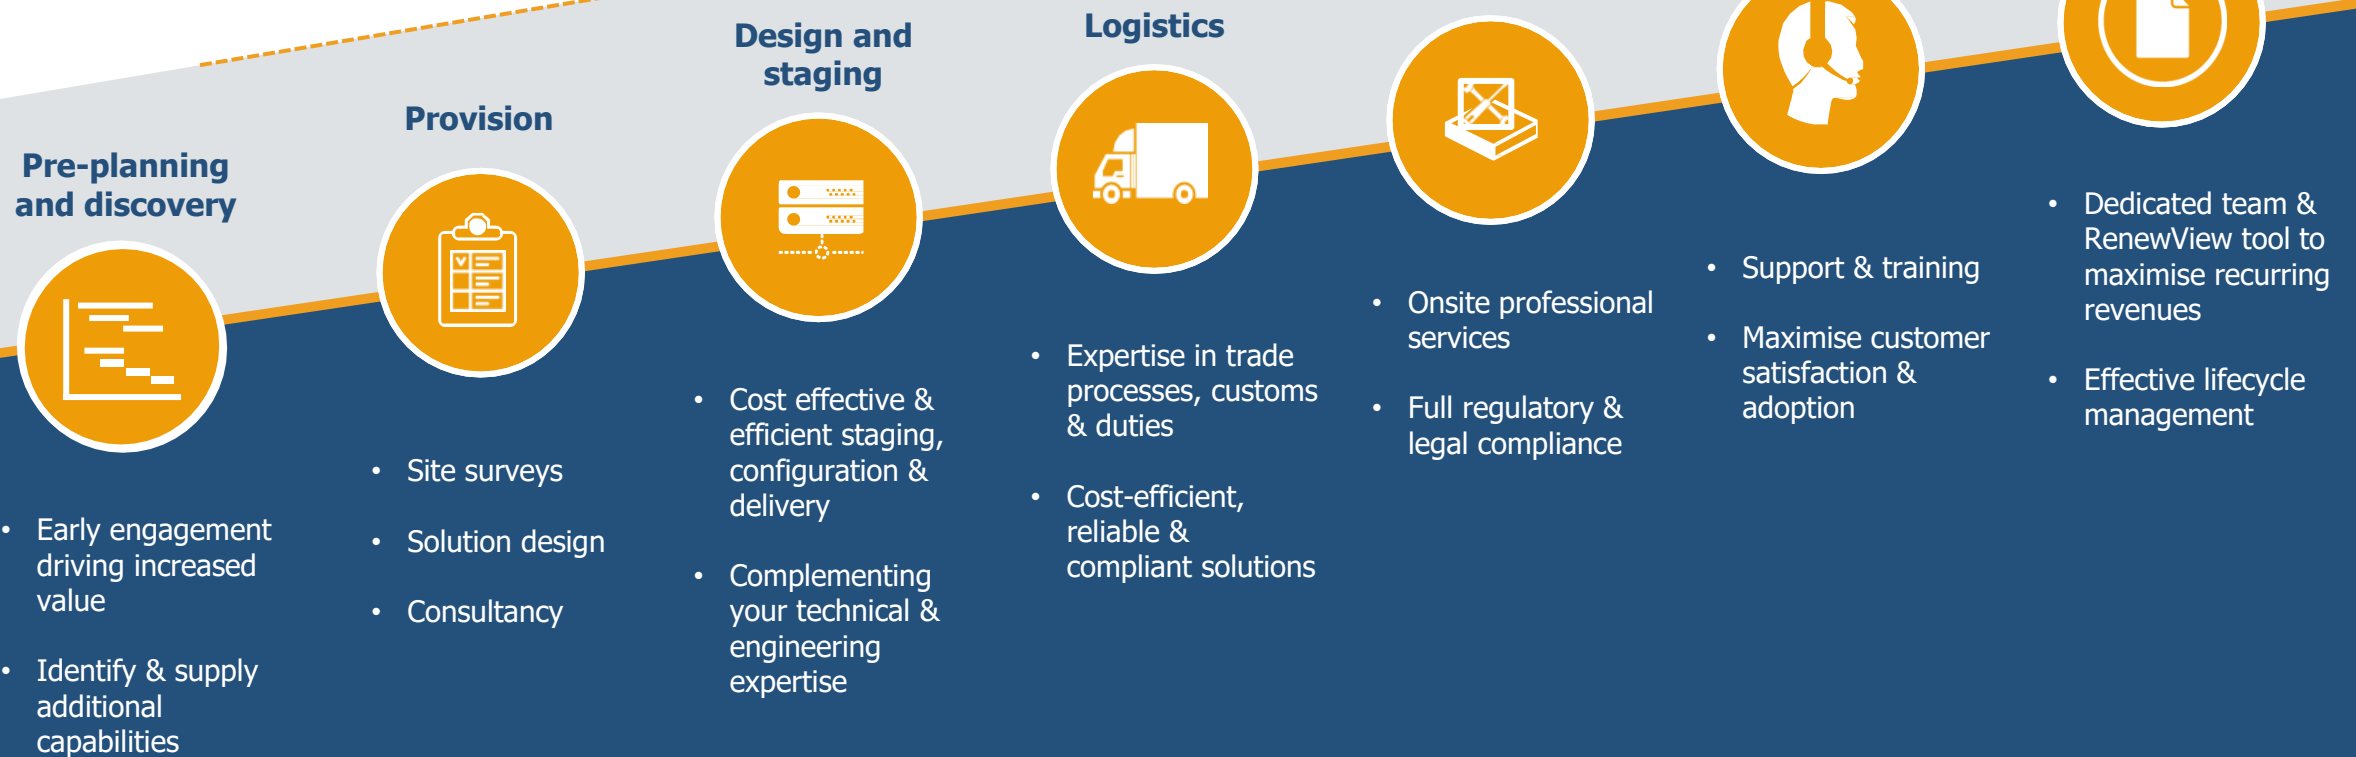 Pre-planning
and discovery
• Early engagement
driving increased
value
• Identify & supply
additional
capabilities
Provision
• Site surveys
• Solution design
• Consultancy
Design and
staging
• Cost effective &
efficient staging,
configuration &
delivery
• Complementing
your technical &
engineering
expertise
Logistics
• Expertise in trade
processes, customs
& duties
• Cost-efficient,
reliable &
compliant solutions
• Onsite professional
services
• Full regulatory &
legal compliance
• Support & training
• Maximise customer
satisfaction &
adoption
• Dedicated team &
RenewView tool to
maximise recurring
revenues
• Effective lifecycle
management